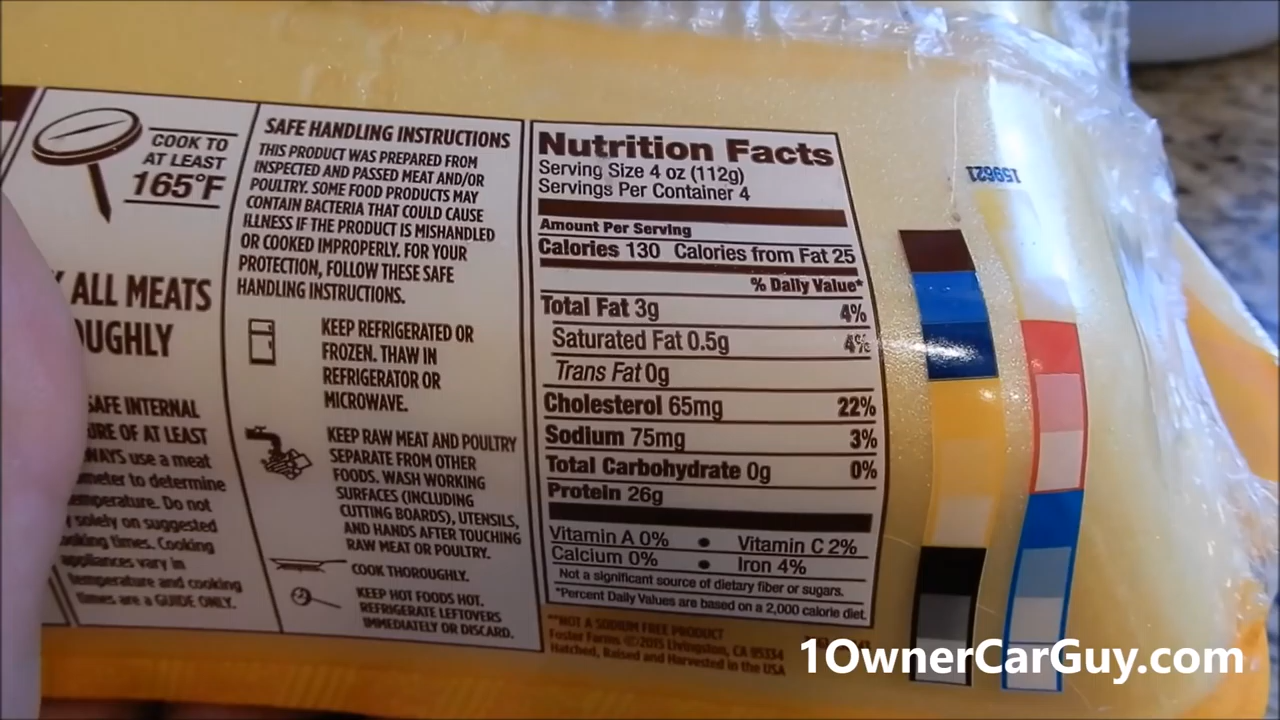 COOK TO
AT LEAST
165°F
ALL MEATS
SAFE INTERNAL
OF AT LEAST
use a meat
to determine
Do not
solely on suggested
times. Cooking
appliances vary in
temperature and cooking
times are a GUIDE ONLY.
SAFE HANDLING INSTRUCTIONS
THIS PRODUCT WAS PREPARED FROM
INSPECTED AND PASSED MEAT AND/OR
POULTRY. SOME FOOD PRODUCTS MAY
CONTAIN BACTERIA THAT COULD CAUSE
ILLNESS IF THE PRODUCT IS MISHANDLED
OR COOKED IMPROPERLY. FOR YOUR
PROTECTION, FOLLOW THESE SAFE
HANDLING INSTRUCTIONS.
KEEP REFRIGERATED OR
FROZEN. THAW IN
REFRIGERATOR OR
MICROWAVE.
KEEP RAW MEAT AND POULTRY
SEPARATE FROM OTHER
FOODS. WASH WORKING
SURFACES (INCLUDING
CUTTING BOARDS), UTENSILS,
AND HANDS AFTER TOUCHING
RAW MEAT OR POULTRY.
COOK THOROUGHLY.
KEEP HOT FOODS HOT.
REFRIGERATE LEFTOVERS
IMMEDIATELY OR DISCARD.
Nutrition Facts
Serving Size 4 oz (112g)
Servings Per Container 4
Amount Per Serving
Calories 130 Calories from Fat 25
% Daily Value*
Total Fat 3g 4%
Saturated Fat 0.5g 4%
Trans Fat 0g
Cholesterol 65mg 22%
Sodium 75mg 3%
Total Carbohydrate 0g 0%
Protein 26g
Vitamin A 0% • Vitamin C 2%
Calcium 0% • Iron 4%
Not a significant source of dietary fiber or sugars.
*Percent Daily Values are based on a 2,000 calorie diet.
**NOT A SODIUM FREE PRODUCT
Foster Farms ©2015 Livingston, CA 95334
Hatched, Raised and Harvested in the USA
159621
1OwnerCarGuy.com